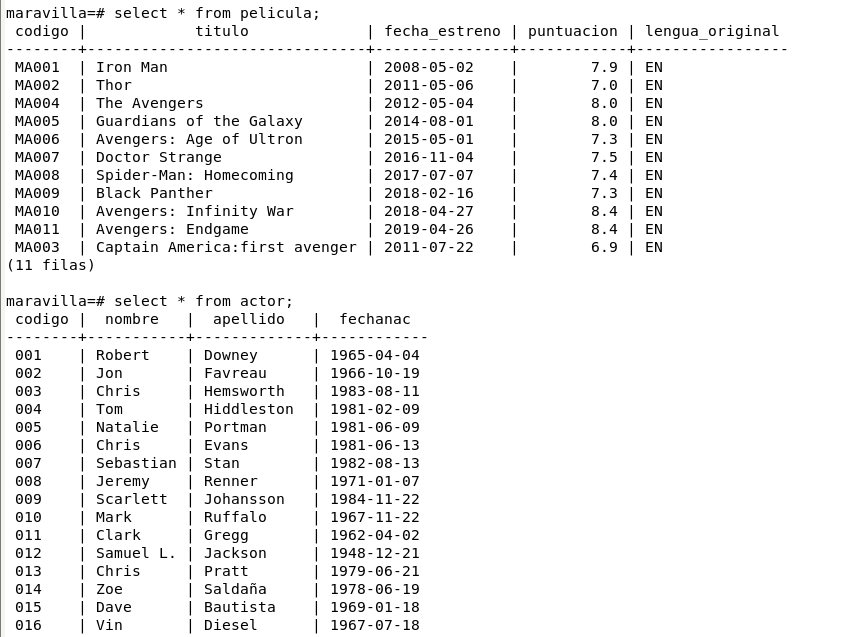 maravilla=# select * from pelicula;
 codigo |            titulo             | fecha_estreno | puntuacion | lengua_original
--------+-------------------------------+---------------+------------+-----------------
 MA001  | Iron Man                      | 2008-05-02    |        7.9 | EN
 MA002  | Thor                          | 2011-05-06    |        7.0 | EN
 MA004  | The Avengers                  | 2012-05-04    |        8.0 | EN
 MA005  | Guardians of the Galaxy       | 2014-08-01    |        8.0 | EN
 MA006  | Avengers: Age of Ultron       | 2015-05-01    |        7.3 | EN
 MA007  | Doctor Strange                | 2016-11-04    |        7.5 | EN
 MA008  | Spider-Man: Homecoming        | 2017-07-07    |        7.4 | EN
 MA009  | Black Panther                 | 2018-02-16    |        7.3 | EN
 MA010  | Avengers: Infinity War        | 2018-04-27    |        8.4 | EN
 MA011  | Avengers: Endgame             | 2019-04-26    |        8.4 | EN
 MA003  | Captain America:first avenger | 2011-07-22    |        6.9 | EN
(11 filas)

maravilla=# select * from actor;
 codigo |  nombre   |  apellido   |  fechanac
--------+-----------+-------------+------------
 001    | Robert    | Downey      | 1965-04-04
 002    | Jon       | Favreau     | 1966-10-19
 003    | Chris     | Hemsworth   | 1983-08-11
 004    | Tom       | Hiddleston  | 1981-02-09
 005    | Natalie   | Portman     | 1981-06-09
 006    | Chris     | Evans       | 1981-06-13
 007    | Sebastian | Stan        | 1982-08-13
 008    | Jeremy    | Renner      | 1971-01-07
 009    | Scarlett  | Johansson   | 1984-11-22
 010    | Mark      | Ruffalo     | 1967-11-22
 011    | Clark     | Gregg       | 1962-04-02
 012    | Samuel L. | Jackson     | 1948-12-21
 013    | Chris     | Pratt       | 1979-06-21
 014    | Zoe       | Saldaña     | 1978-06-19
 015    | Dave      | Bautista    | 1969-01-18
 016    | Vin       | Diesel      | 1967-07-18